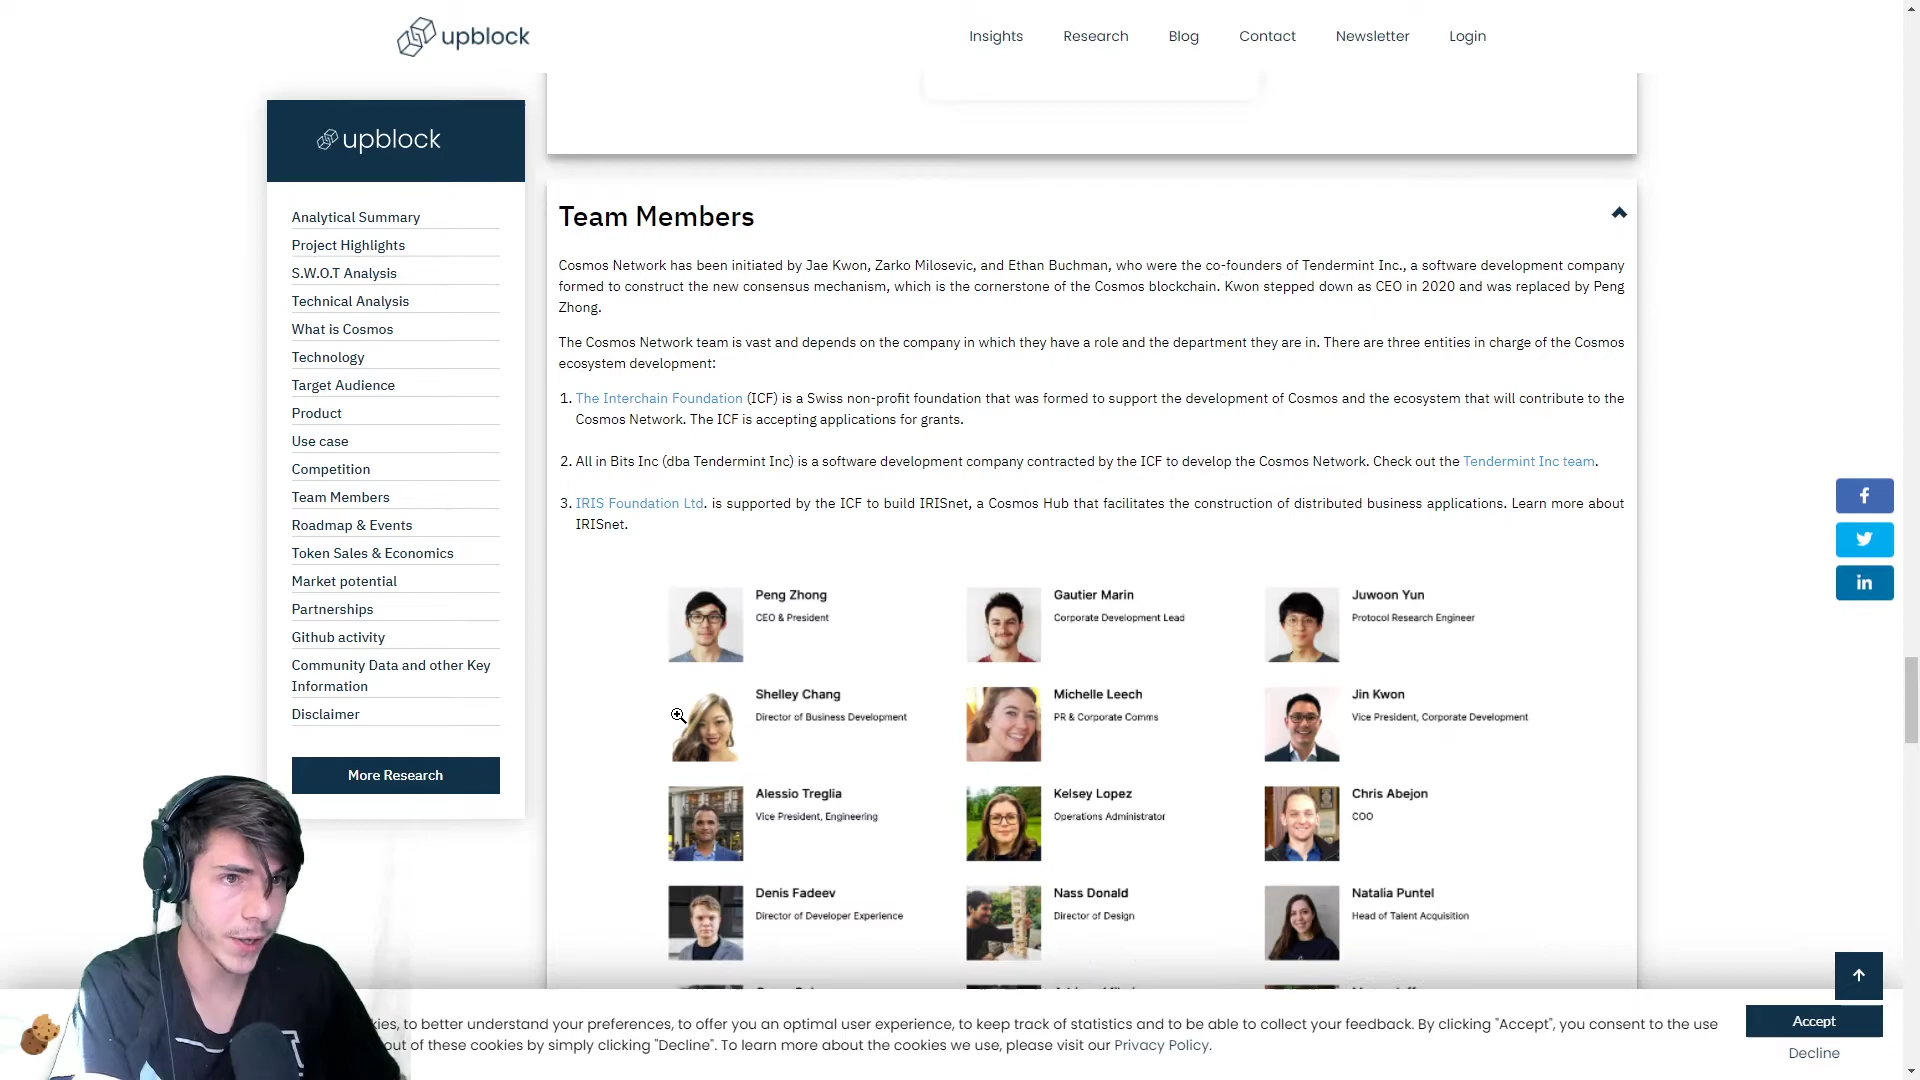 upblock
Insights
Research
Blog
Contact
Newsletter
Login
upblock
Analytical Summary
Project Highlights
S.W.O.T Analysis
Technical Analysis
What is Cosmos
Technology
Target Audience
Product
Use case
Competition
Team Members
Roadmap & Events
Token Sales & Economics
Market potential
Partnerships
Github activity
Community Data and other Key
Information
Disclaimer
More Research
Team Members
Cosmos Network has been initiated by Jae Kwon, Zarko Milosevic, and Ethan Buchman, who were the co-founders of Tendermint Inc., a software development company
formed to construct the new consensus mechanism, which is the cornerstone of the Cosmos blockchain. Kwon stepped down as CEO in 2020 and was replaced by Peng
Zhong.
The Cosmos Network team is vast and depends on the company in which they have a role and the department they are in. There are three entities in charge of the Cosmos
ecosystem development:
1. The Interchain Foundation (ICF) is a Swiss non-profit foundation that was formed to support the development of Cosmos and the ecosystem that will contribute to the
Cosmos Network. The ICF is accepting applications for grants.
2. All in Bits Inc (dba Tendermint Inc) is a software development company contracted by the ICF to develop the Cosmos Network. Check out the Tendermint Inc team.
3. IRIS Foundation Ltd. is supported by the ICF to build IRISnet, a Cosmos Hub that facilitates the construction of distributed business applications. Learn more about
IRISnet.
Peng Zhong
CEO & President
Gautier Marin
Corporate Development Lead
Juwoon Yun
Protocol Research Engineer
Shelley Chang
Director of Business Development
Michelle Leech
PR & Corporate Comms
Jin Kwon
Vice President, Corporate Development
Alessio Treglia
Vice President, Engineering
Kelsey Lopez
Operations Administrator
Chris Abejon
COO
Denis Fadeev
Director of Developer Experience
Nass Donald
Director of Design
Natalia Puntel
Head of Talent Acquisition
f
in
to better understand your preferences, to offer you an optimal user experience, to keep track of statistics and to be able to collect your feedback. By clicking "Accept", you consent to the use
out of these cookies by simply clicking "Decline". To learn more about the cookies we use, please visit our Privacy Policy.
Accept
Decline